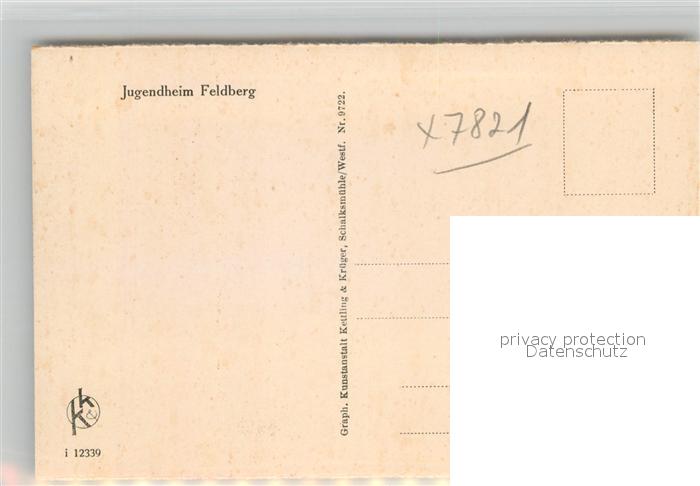 Jugendheim Feldberg
x7821
Graph. Kunstanstalt Kettling & Krüger, Schalksmühle/Westf. Nr. 9722.
privacy protection
Datenschutz
k&k
i 12339